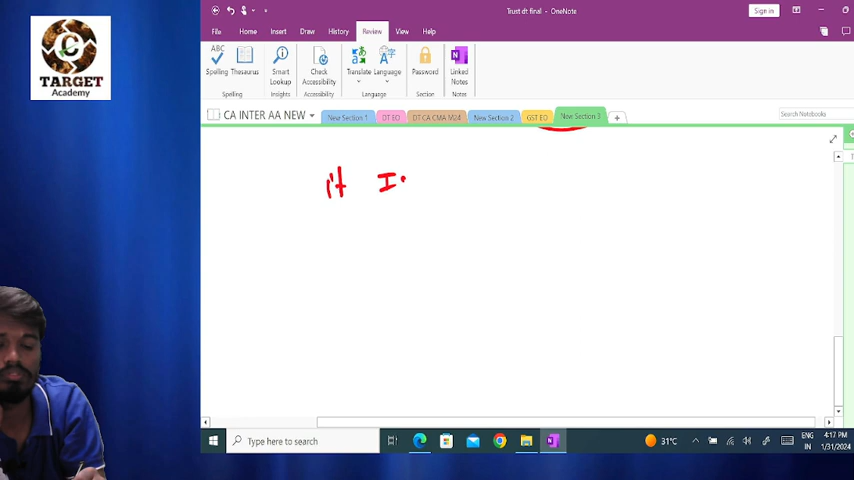 C
TARGET
Academy
Trust dt final - OneNote
Sign in
File Home Insert Draw History Review View Help
ABC
Spelling Thesaurus Smart Lookup Check Accessibility Translate Language Password Linked Notes
Spelling Insights Accessibility Language Section Notes
CA INTER AA NEW New Section 1 DT EO DT CA CMA M24 New Section 2 GST EO New Section 3 + Search Notebooks
it I
Type here to search
31°C
ENG
IN
4:17 PM
1/31/2024